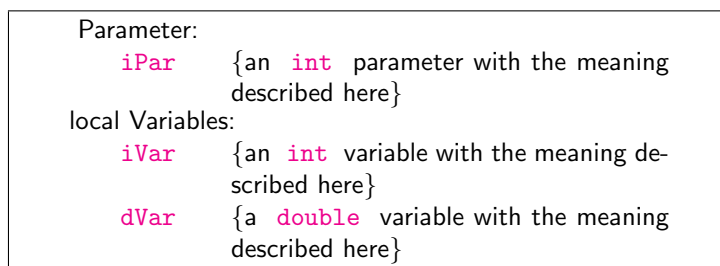 Parameter:
iPar {an int parameter with the meaning
described here}
local Variables:
iVar {an int variable with the meaning de-
scribed here}
dVar {a double variable with the meaning
described here}